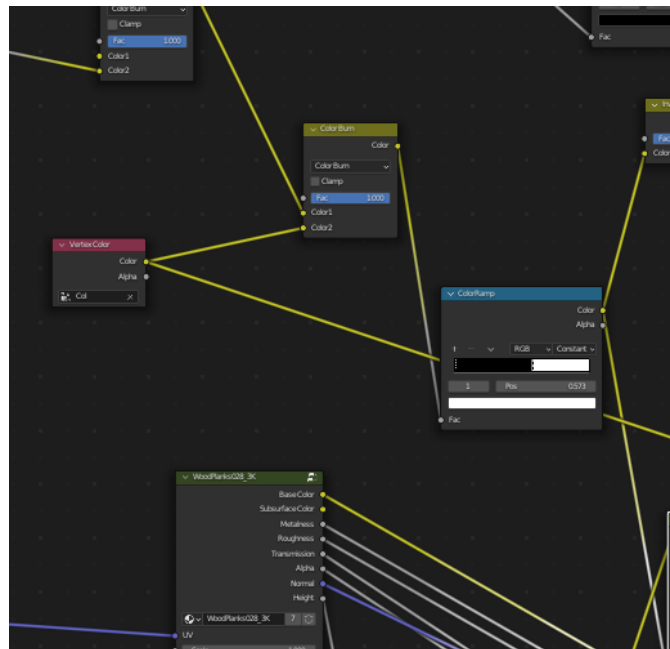 Color Burn
Clamp
Fac 1.000
Color1
Color2
Fac
Color Burn
Color
Color Burn
Clamp
Fac 1.000
Color1
Color2
Fac
Color
Vertex Color
Color
Alpha
Col
ColorRamp
Color
Alpha
RGB Constant
1 Pos 0.573
Fac
WoodPlanks028_3K
Base Color
Subsurface Color
Metalness
Roughness
Transmission
Alpha
Normal
Height
WoodPlanks028_3K 7
UV